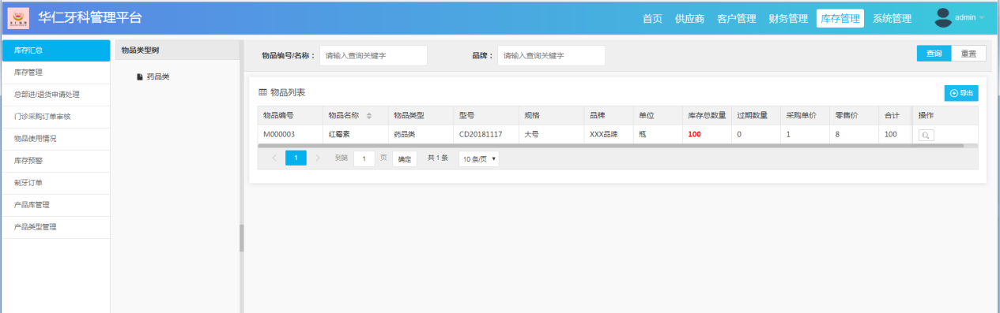 华仁牙科管理平台
首页 供应商 客户管理 财务管理 库存管理 系统管理 admin
库存汇总
库存管理
总部进/退货申请处理
门诊采购订单审核
物品使用情况
库存预警
制牙订单
产品库管理
产品类型管理
物品类型树
药品类
物品编号/名称： 请输入查询关键字 品牌： 请输入查询关键字 查询 重置
物品列表 导出
物品编号 物品名称 物品类型 型号 规格 品牌 单位 库存总数量 过期数量 采购单价 零售价 合计 操作
M000003 红霉素 药品类 CD20181117 大号 XXX品牌 瓶 100 0 1 8 100
1 到第 1 页 确定 共 1 条 10 条/页